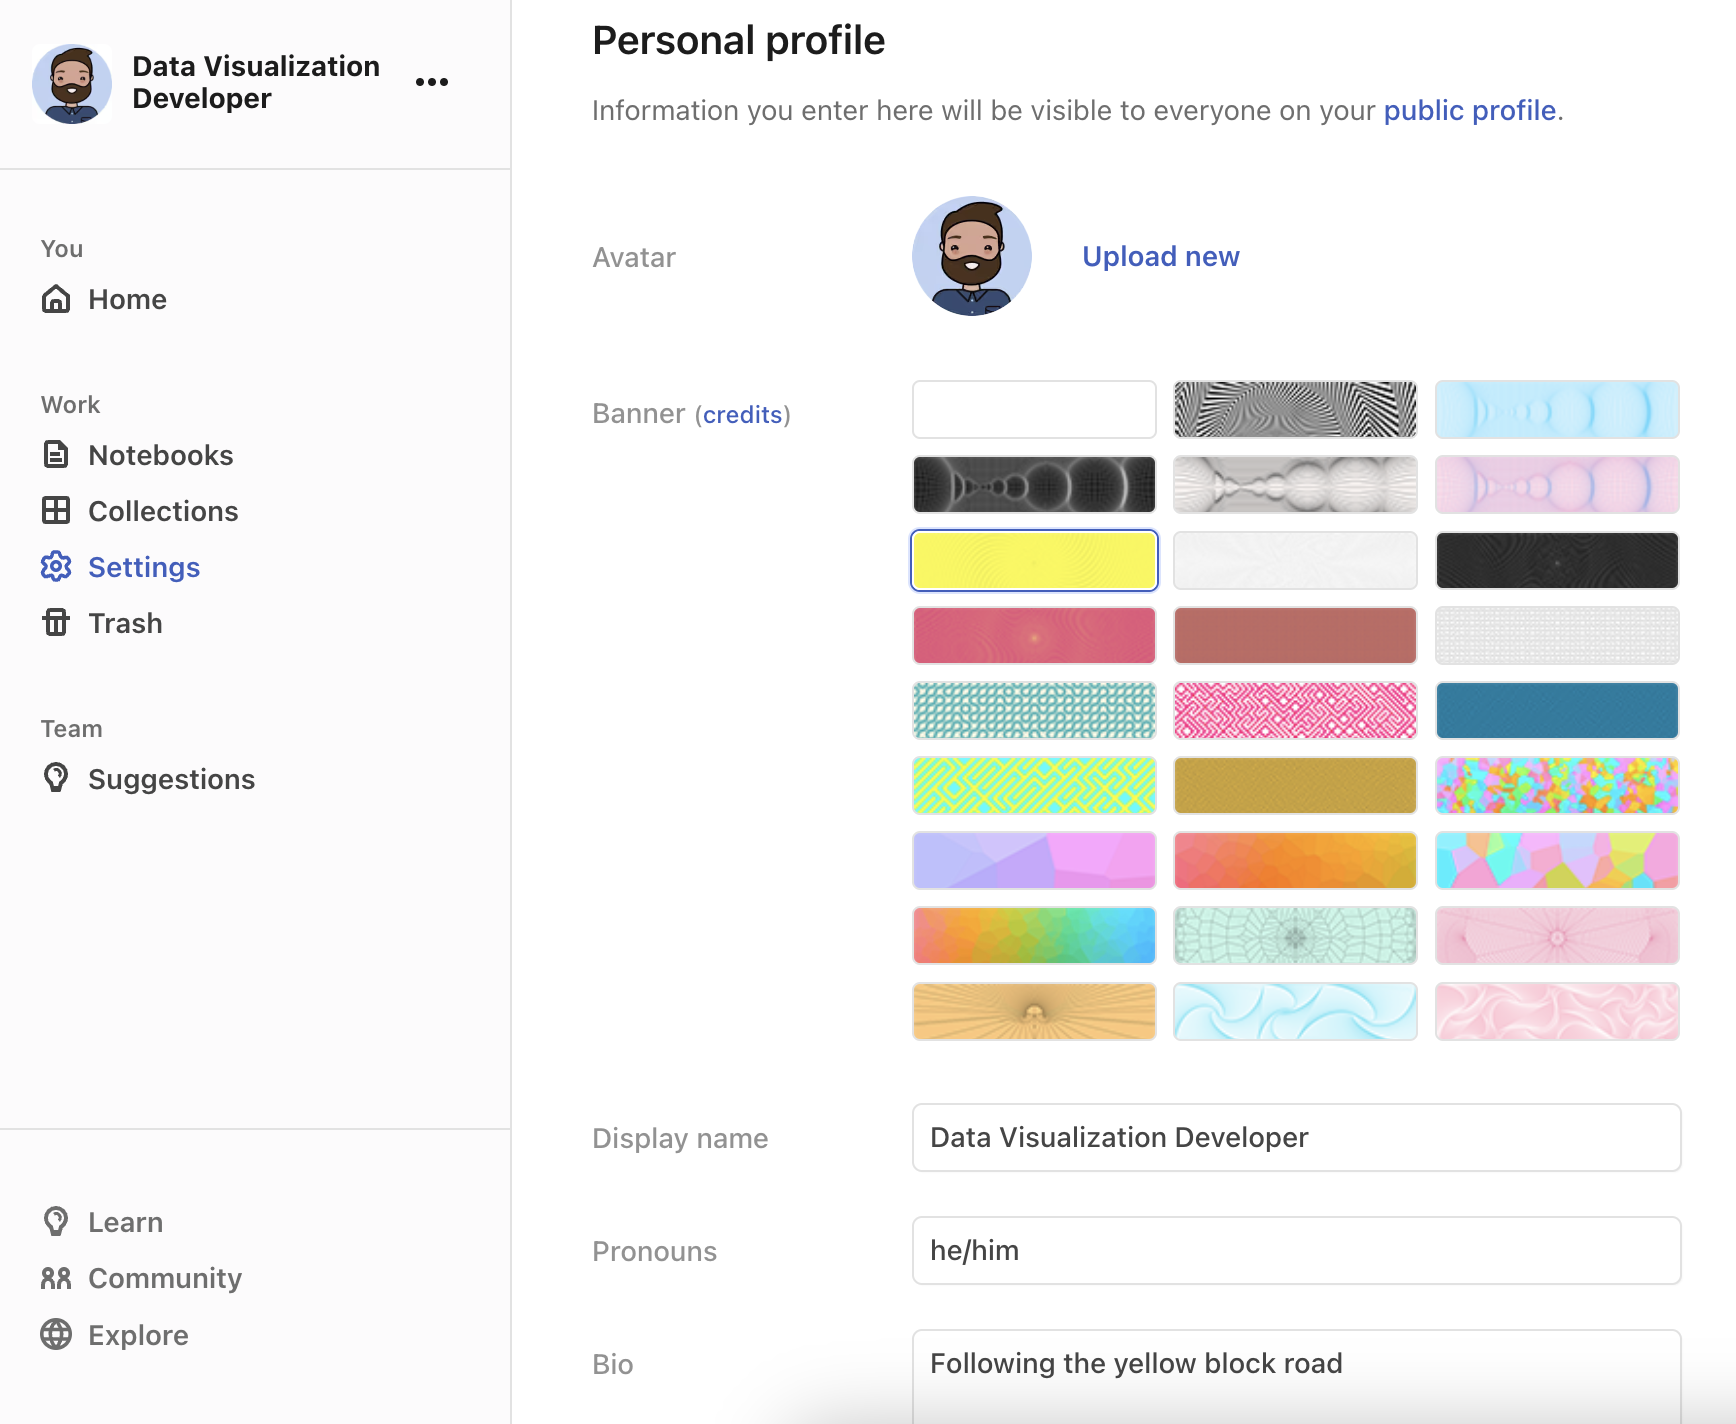 Data Visualization
Developer
You
Home
Work
Notebooks
Collections
Settings
Trash
Team
Suggestions
Learn
Community
Explore
Personal profile
Information you enter here will be visible to everyone on your public profile.
Avatar
Upload new
Banner (credits)
Display name
Data Visualization Developer
Pronouns
he/him
Bio
Following the yellow block road